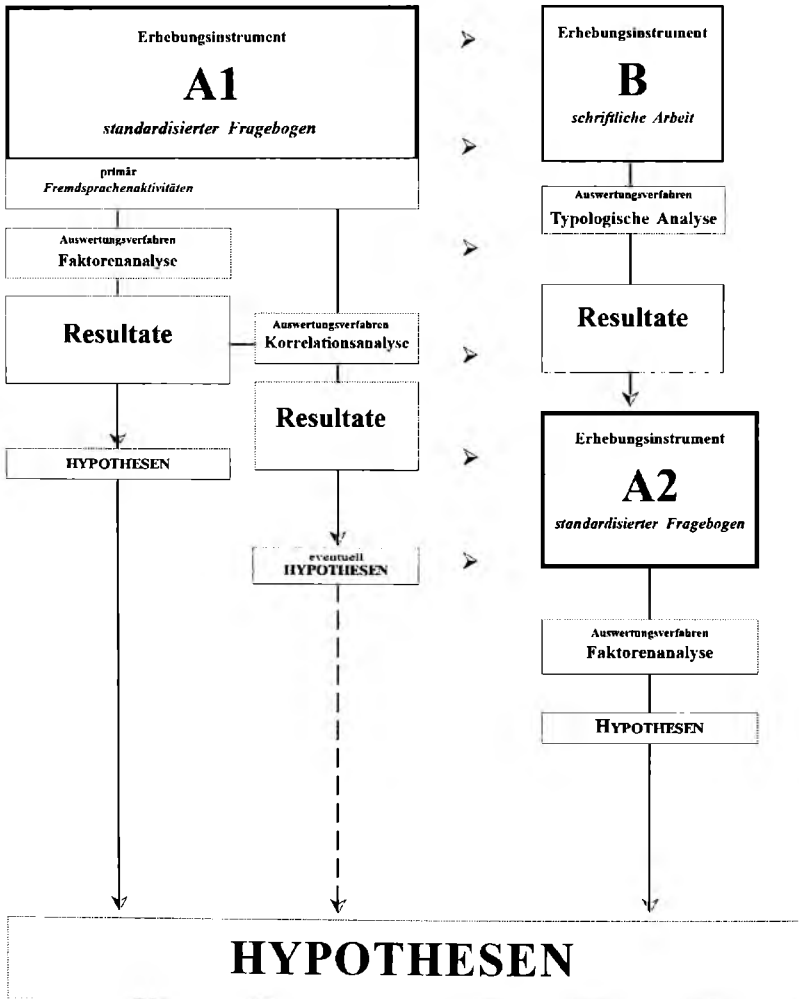 Erhebungsinstrument
A1
standardisierter Fragebogen
primär
Fremdsprachenaktivitäten
Auswertungsverfahren
Faktorenanalyse
Resultate
HYPOTHESEN
Auswertungsverfahren
Korrelationsanalyse
Resultate
eventuell
HYPOTHESEN
Erhebungsinstrument
B
schriftliche Arbeit
Auswertungsverfahren
Typologische Analyse
Resultate
Erhebungsinstrument
A2
standardisierter Fragebogen
Auswertungsverfahren
Faktorenanalyse
HYPOTHESEN
HYPOTHESEN